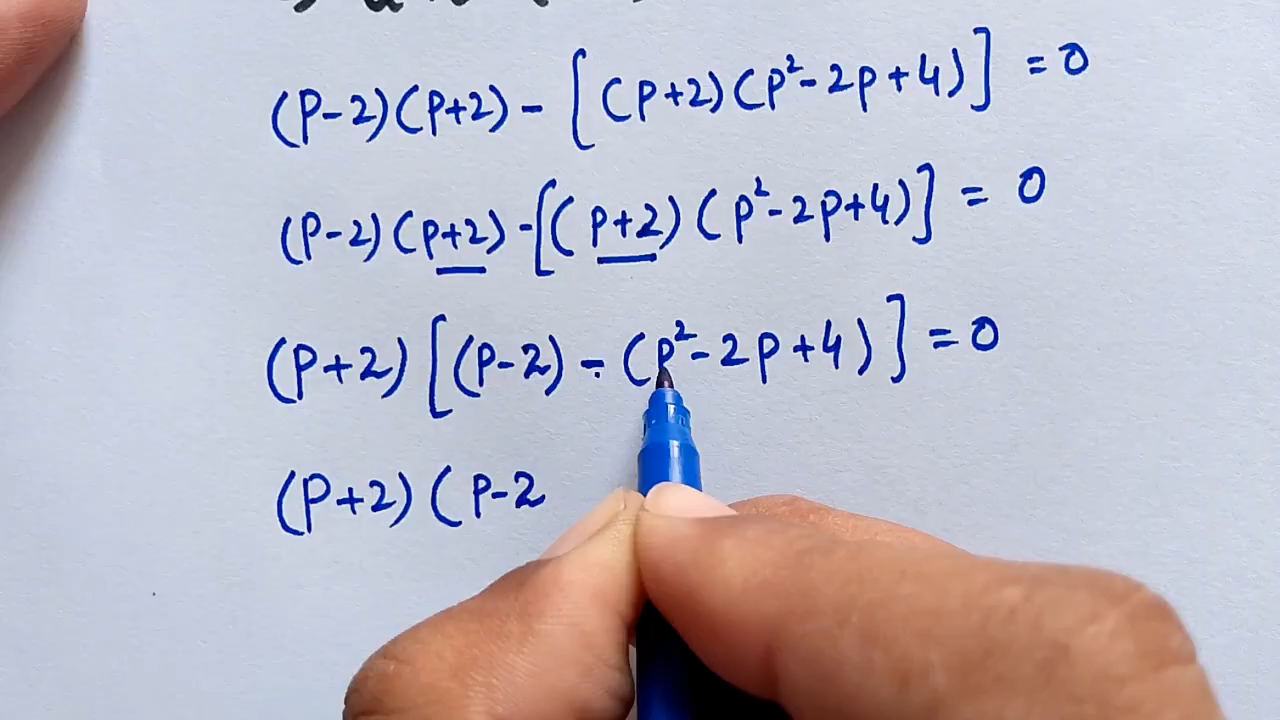 (P-2)(P+2) - [(P+2)(P²-2P+4)] = 0
(P-2)(P+2) -[(P+2)(P²-2P+4)] = 0
(P+2)[(P-2) - (P²-2P+4)] = 0
(P+2)(P-2